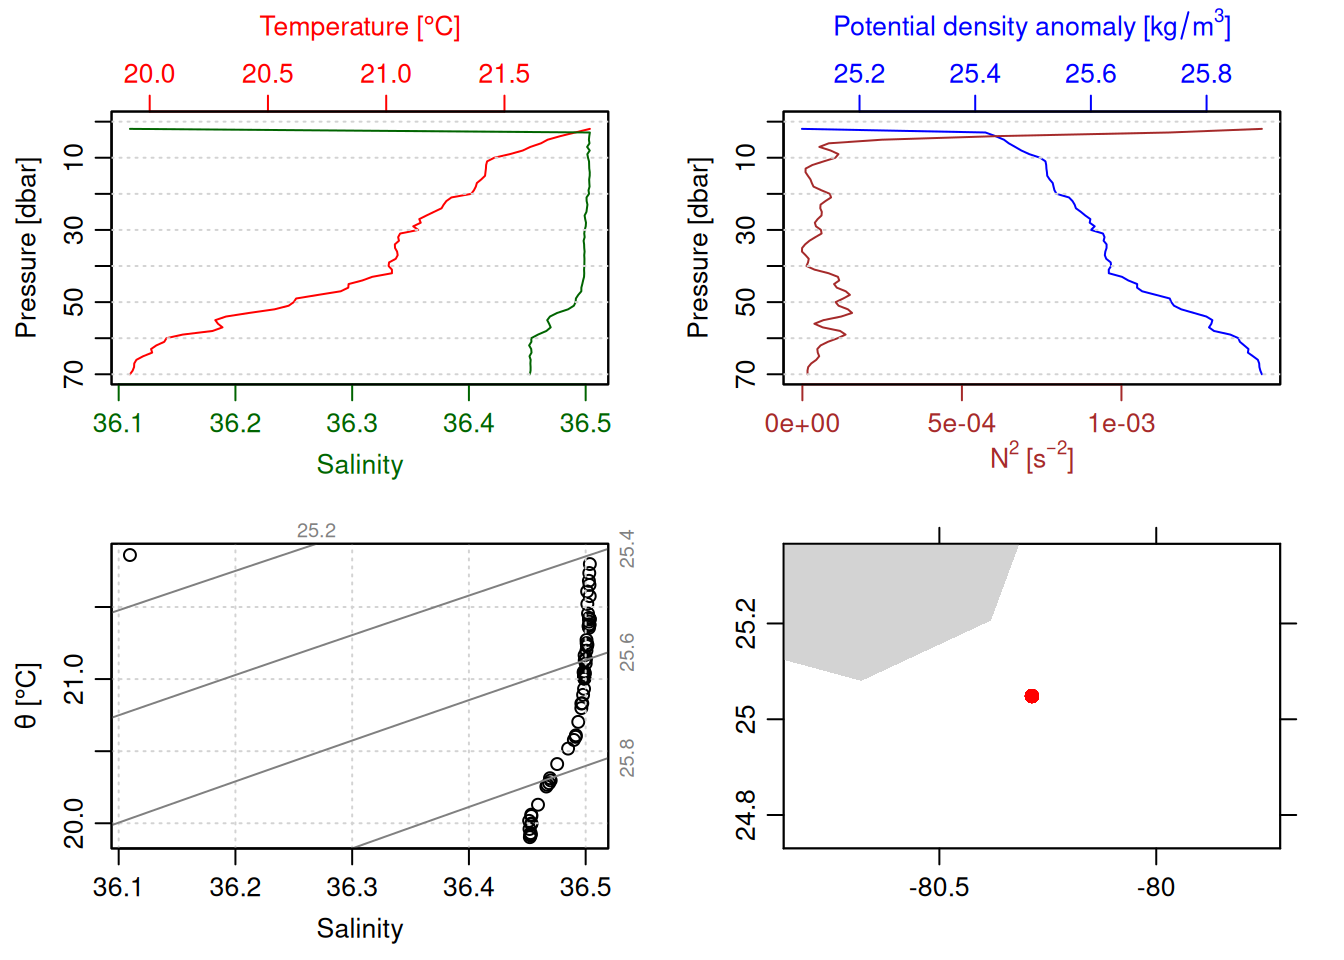 Temperature [°C]
20.0 20.5 21.0 21.5
Pressure [dbar]
10 30 50 70
36.1 36.2 36.3 36.4 36.5
Salinity
Potential density anomaly [kg/m³]
25.2 25.4 25.6 25.8
Pressure [dbar]
10 30 50 70
0e+00 5e-04 1e-03
N² [s⁻²]
25.2
25.4
25.6
25.8
θ [°C]
21.0
20.0
36.1 36.2 36.3 36.4 36.5
Salinity
25.2
25
24.8
-80.5 -80